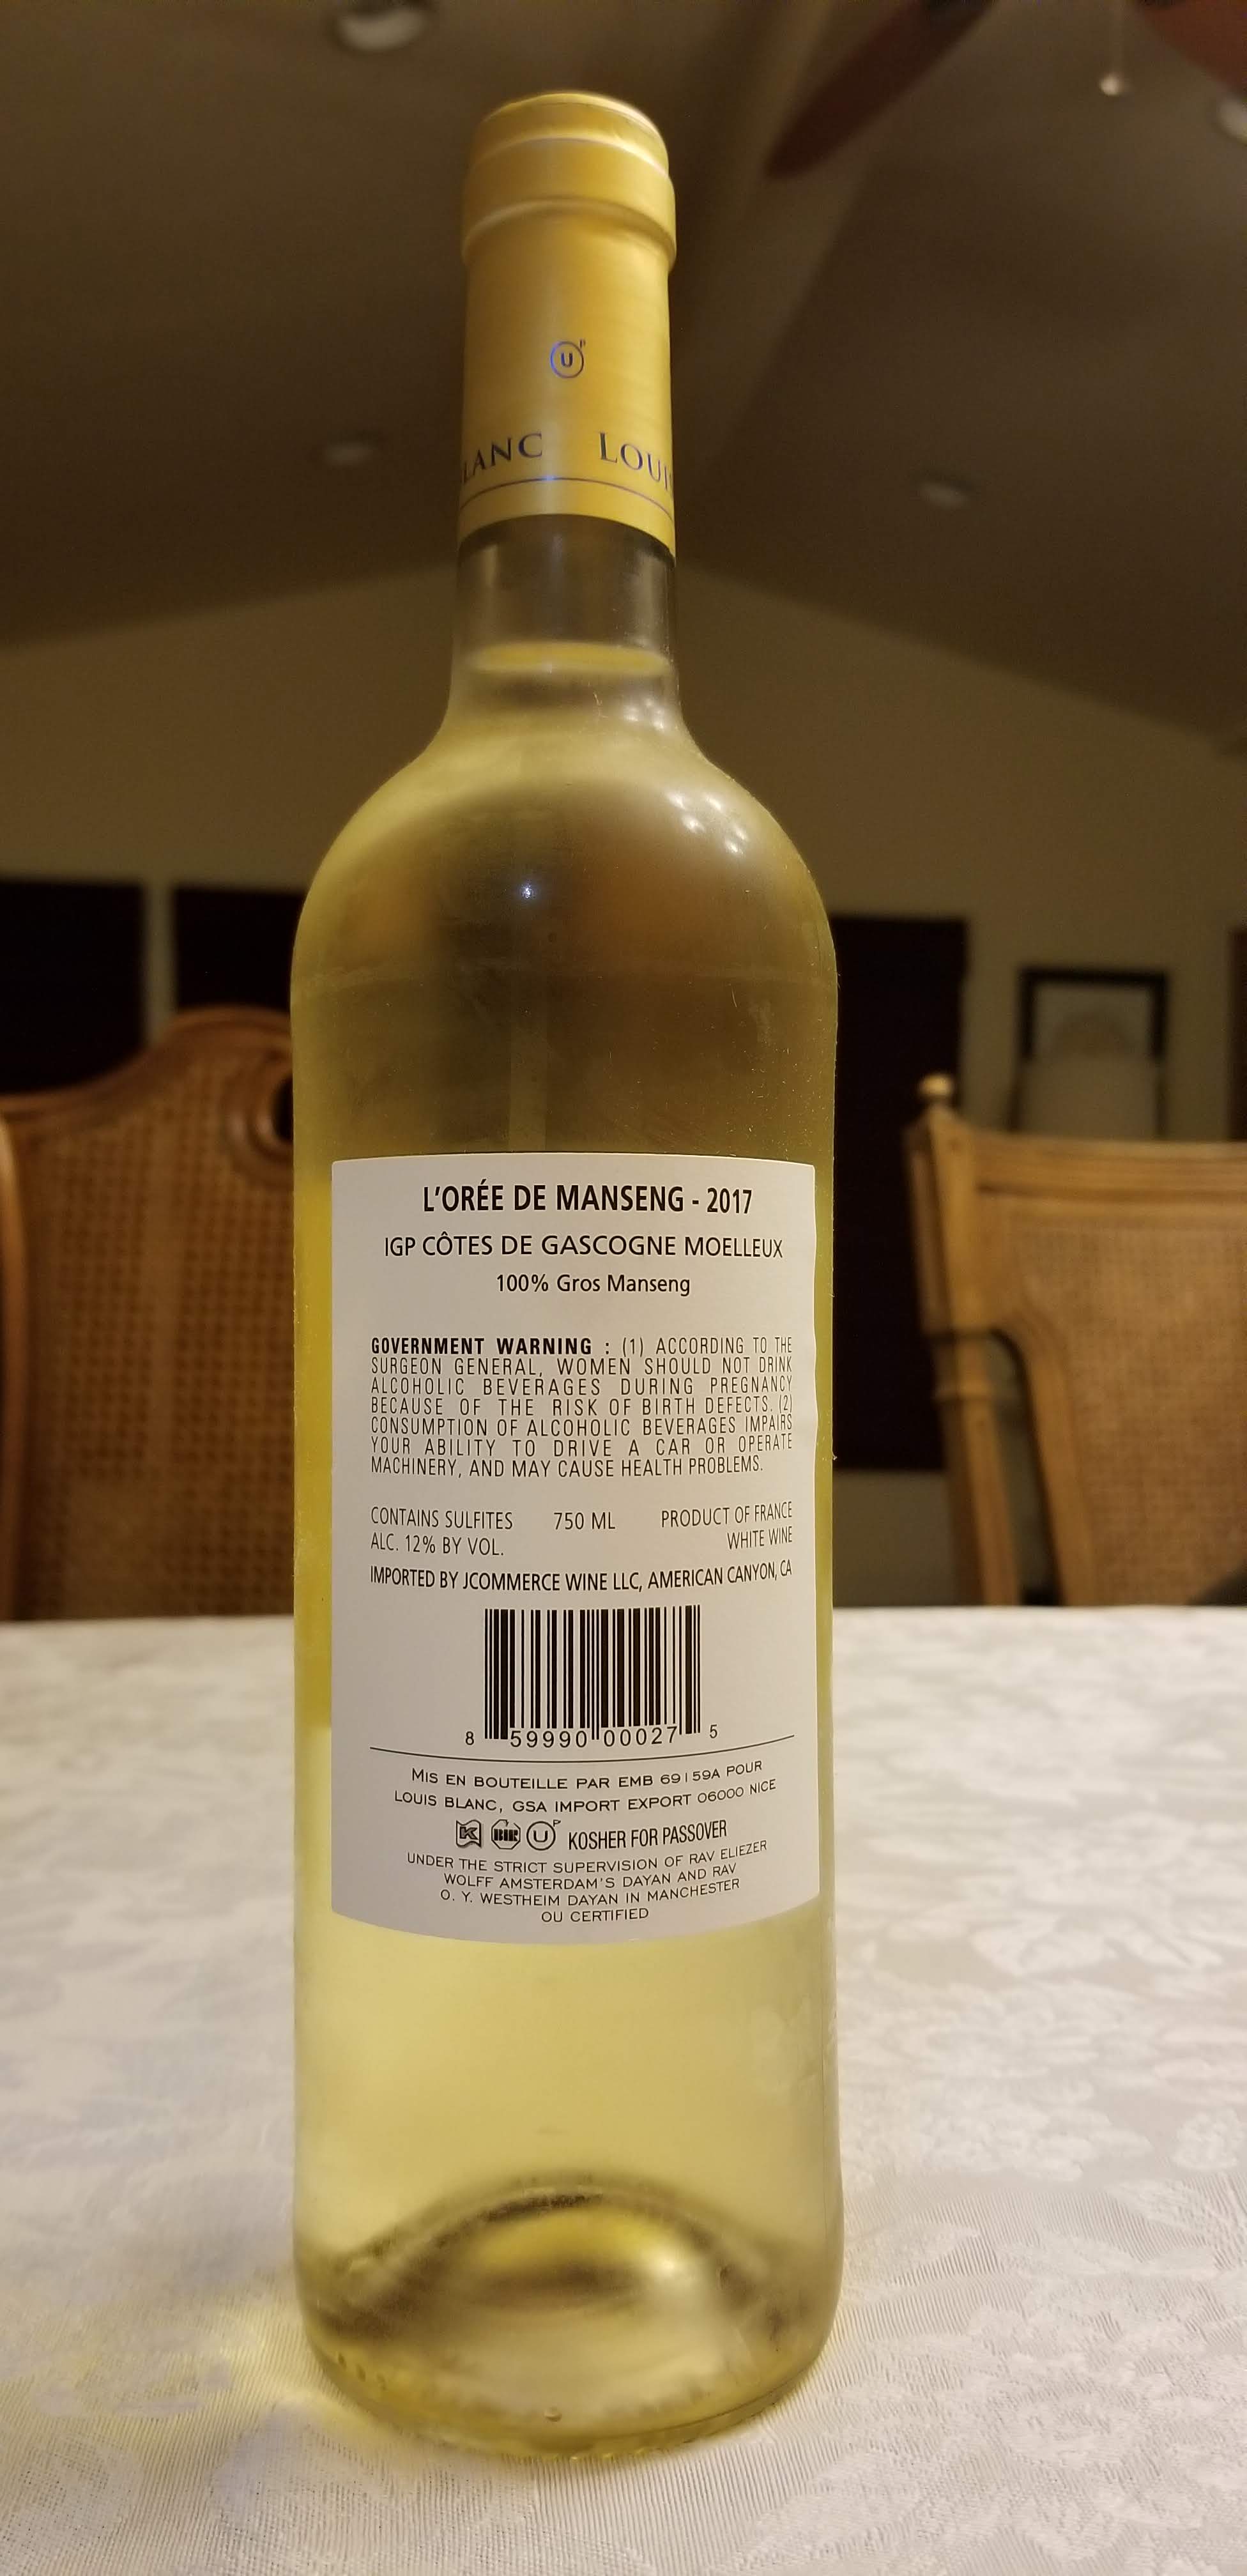 U P
LANC LOUI
L'ORÉE DE MANSENG - 2017
IGP CÔTES DE GASCOGNE MOELLEUX
100% Gros Manseng
GOVERNMENT WARNING : (1) ACCORDING TO THE
SURGEON GENERAL, WOMEN SHOULD NOT DRINK
ALCOHOLIC BEVERAGES DURING PREGNANCY
BECAUSE OF THE RISK OF BIRTH DEFECTS. (2)
CONSUMPTION OF ALCOHOLIC BEVERAGES IMPAIRS
YOUR ABILITY TO DRIVE A CAR OR OPERATE
MACHINERY, AND MAY CAUSE HEALTH PROBLEMS.
CONTAINS SULFITES 750 ML PRODUCT OF FRANCE
ALC. 12% BY VOL. WHITE WINE
IMPORTED BY JCOMMERCE WINE LLC, AMERICAN CANYON, CA
8 59990 00027 5
MIS EN BOUTEILLE PAR EMB 69159A POUR
LOUIS BLANC, GSA IMPORT EXPORT 06000 NICE
K U P KOSHER FOR PASSOVER
UNDER THE STRICT SUPERVISION OF RAV ELIEZER
WOLFF AMSTERDAM'S DAYAN AND RAV
O. Y. WESTHEIM DAYAN IN MANCHESTER
OU CERTIFIED